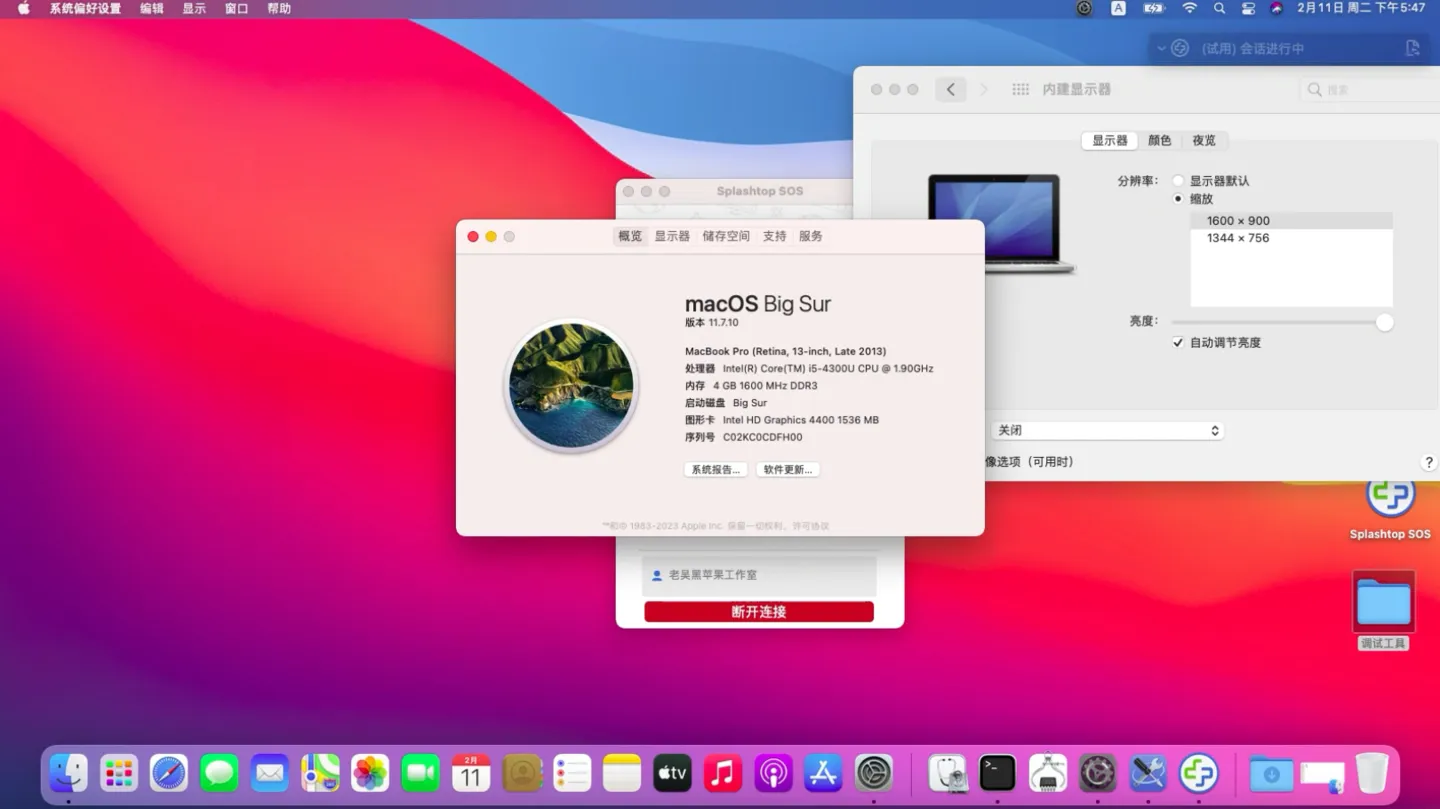 系统偏好设置 编辑 显示 窗口 帮助
A
2月11日 周二 下午5:47
(试用) 会话进行中
内建显示器
搜索
显示器 颜色 夜览
分辨率： 显示器默认
缩放
1600 × 900
1344 × 756
亮度：
自动调节亮度
关闭
像选项（可用时）
?
Splashtop SOS
概览 显示器 储存空间 支持 服务
macOS Big Sur
版本 11.7.10
MacBook Pro (Retina, 13-inch, Late 2013)
处理器 Intel(R) Core(TM) i5-4300U CPU @ 1.90GHz
内存 4 GB 1600 MHz DDR3
启动磁盘 Big Sur
图形卡 Intel HD Graphics 4400 1536 MB
序列号 C02KC0CDFH00
系统报告... 软件更新...
™和© 1983-2023 Apple Inc. 保留一切权利。许可协议
老吴黑苹果工作室
断开连接
Splashtop SOS
调试工具
2月
11
tv